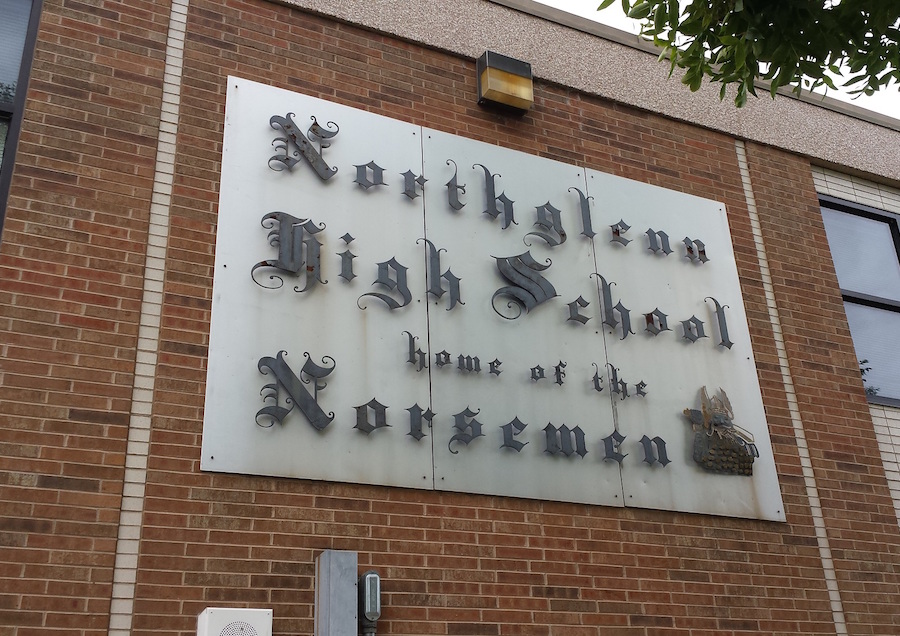 Northglenn
High School
home of the
Norsemen